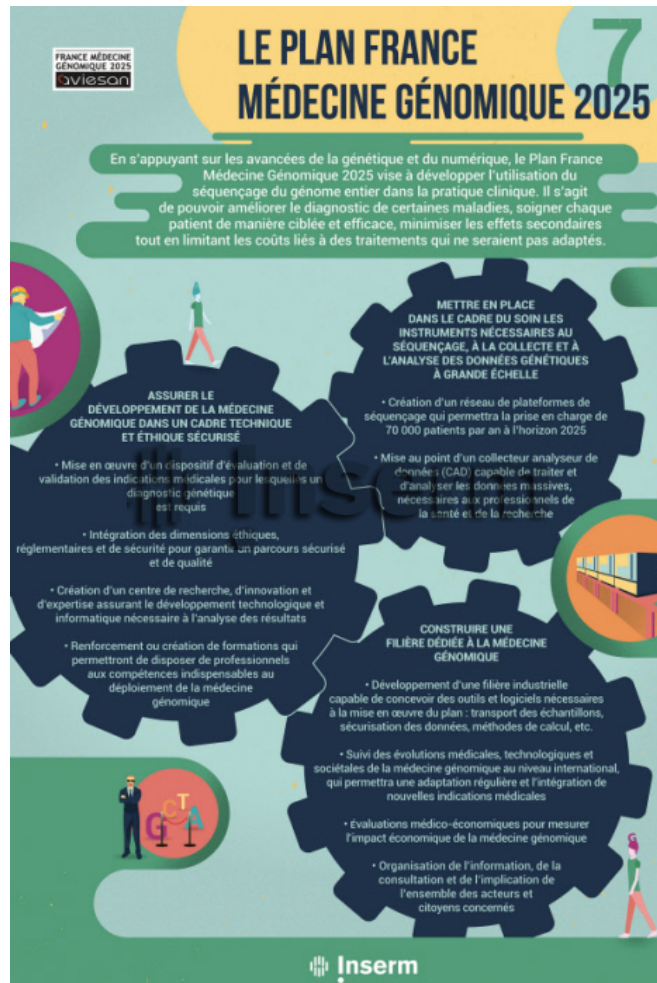 FRANCE MÉDECINE
GÉNOMIQUE 2025
aviesan
LE PLAN FRANCE
MÉDECINE GÉNOMIQUE 2025
7
En s'appuyant sur les avancées de la génétique et du numérique, le Plan France
Médecine Génomique 2025 vise à développer l'utilisation du
séquençage du génome entier dans la pratique clinique. Il s'agit
de pouvoir améliorer le diagnostic de certaines maladies, soigner chaque
patient de manière ciblée et efficace, minimiser les effets secondaires
tout en limitant les coûts liés à des traitements qui ne seraient pas adaptés.
METTRE EN PLACE
DANS LE CADRE DU SOIN LES
INSTRUMENTS NÉCESSAIRES AU
SÉQUENÇAGE, À LA COLLECTE ET À
L'ANALYSE DES DONNÉES GÉNÉTIQUES
À GRANDE ÉCHELLE
• Création d'un réseau de plateformes de
séquençage qui permettra la prise en charge de
70 000 patients par an à l'horizon 2025
• Mise au point d'un collecteur analyseur de
données (CAD) capable de traiter et
d'analyser les données massives,
nécessaires aux professionnels de
la santé et de la recherche
ASSURER LE
DÉVELOPPEMENT DE LA MÉDECINE
GÉNOMIQUE DANS UN CADRE TECHNIQUE
ET ÉTHIQUE SÉCURISÉ
• Mise en œuvre d'un dispositif d'évaluation et de
validation des indications médicales pour lesquelles un
diagnostic génétique
est requis
• Intégration des dimensions éthiques,
réglementaires et de sécurité pour garantir un parcours sécurisé
et de qualité
• Création d'un centre de recherche, d'innovation et
d'expertise assurant le développement technologique et
informatique nécessaire à l'analyse des résultats
• Renforcement ou création de formations qui
permettront de disposer de professionnels
aux compétences indispensables au
déploiement de la médecine
génomique
Inserm
CONSTRUIRE UNE
FILIÈRE DÉDIÉE À LA MÉDECINE
GÉNOMIQUE
• Développement d'une filière industrielle
capable de concevoir des outils et logiciels nécessaires
à la mise en œuvre du plan : transport des échantillons,
sécurisation des données, méthodes de calcul, etc.
• Suivi des évolutions médicales, technologiques et
sociétales de la médecine génomique au niveau international,
qui permettra une adaptation régulière et l'intégration de
nouvelles indications médicales
• Évaluations médico-économiques pour mesurer
l'impact économique de la médecine génomique
• Organisation de l'information, de la
consultation et de l'implication de
l'ensemble des acteurs et
citoyens concernés
GCTA
G
Inserm